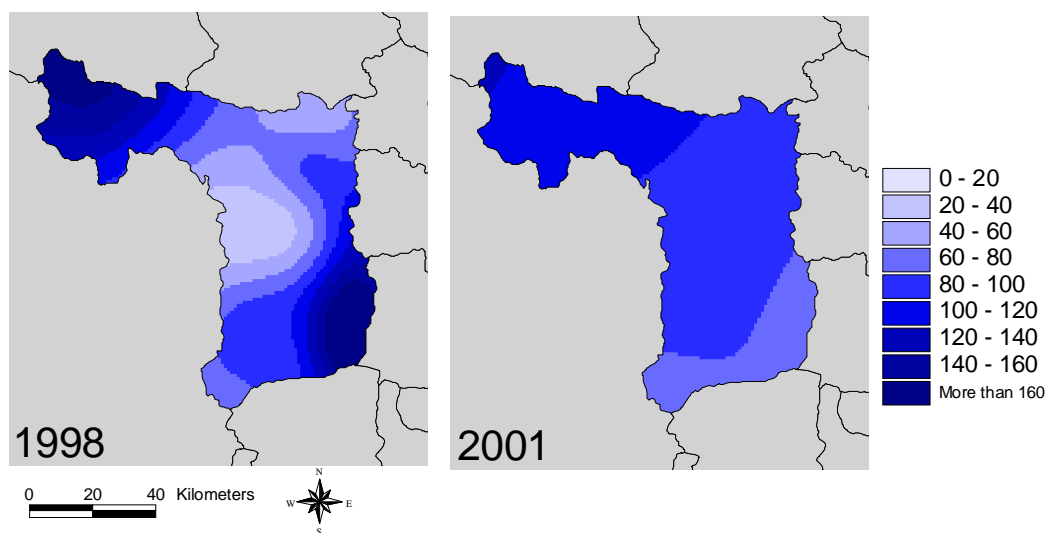 1998
2001
0 - 20
20 - 40
40 - 60
60 - 80
80 - 100
100 - 120
120 - 140
140 - 160
More than 160
0 20 40 Kilometers
N
W E
S